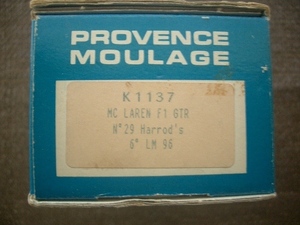 PROVENCE
MOULAGE
K1137
MC LAREN F1 GTR
N°29 Harrod's
6° LM 96